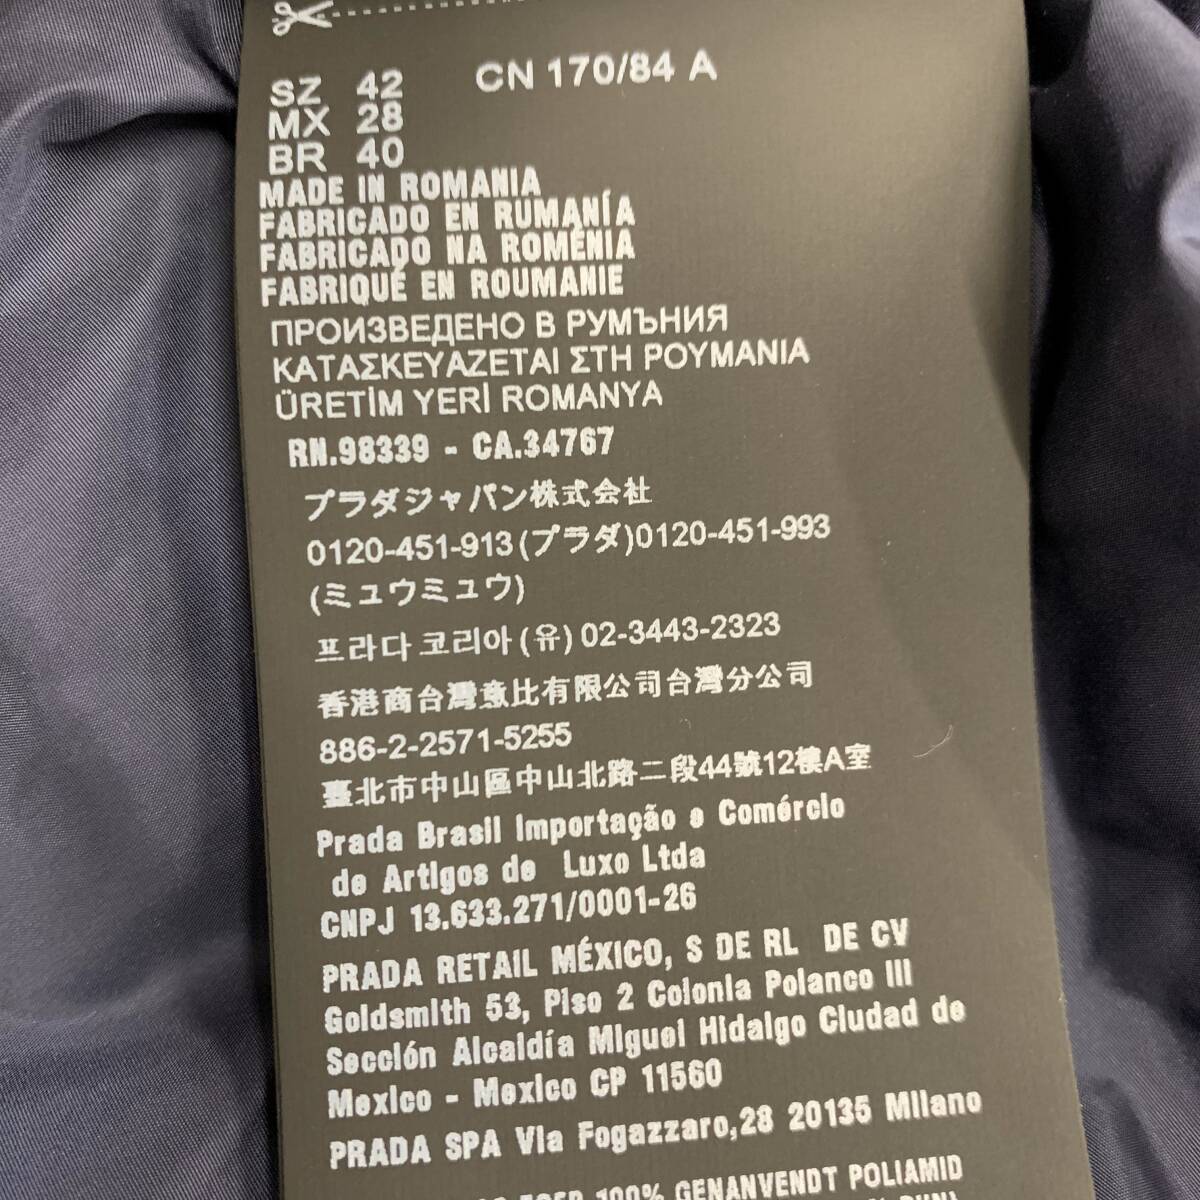 SZ 42 CN 170/84 A
MX 28
BR 40
MADE IN ROMANIA
FABRICADO EN RUMANÍA
FABRICADO NA ROMÉNIA
FABRIQUÉ EN ROUMANIE
ПРОИЗВЕДЕНО В РУМЪНИЯ
ΚΑΤΑΣΚΕΥΑΖΕΤΑΙ ΣΤΗ ΡΟΥΜΑΝΙΑ
ÜRETİM YERİ ROMANYA
RN.98339 - CA.34767
プラダジャパン株式会社
0120-451-913(プラダ)0120-451-993
(ミュウミュウ)
프라다 코리아(유) 02-3443-2323
香港商台灣意比有限公司台灣分公司
886-2-2571-5255
臺北市中山區中山北路二段44號12樓A室
Prada Brasil Importação e Comércio
de Artigos de Luxo Ltda
CNPJ 13.633.271/0001-26
PRADA RETAIL MÉXICO, S DE RL DE CV
Goldsmith 53, Piso 2 Colonia Polanco III
Sección Alcaldía Miguel Hidalgo Ciudad de
Mexico - Mexico CP 11560
PRADA SPA Via Fogazzaro,28 20135 Milano
100% GENANVENDT POLIAMID